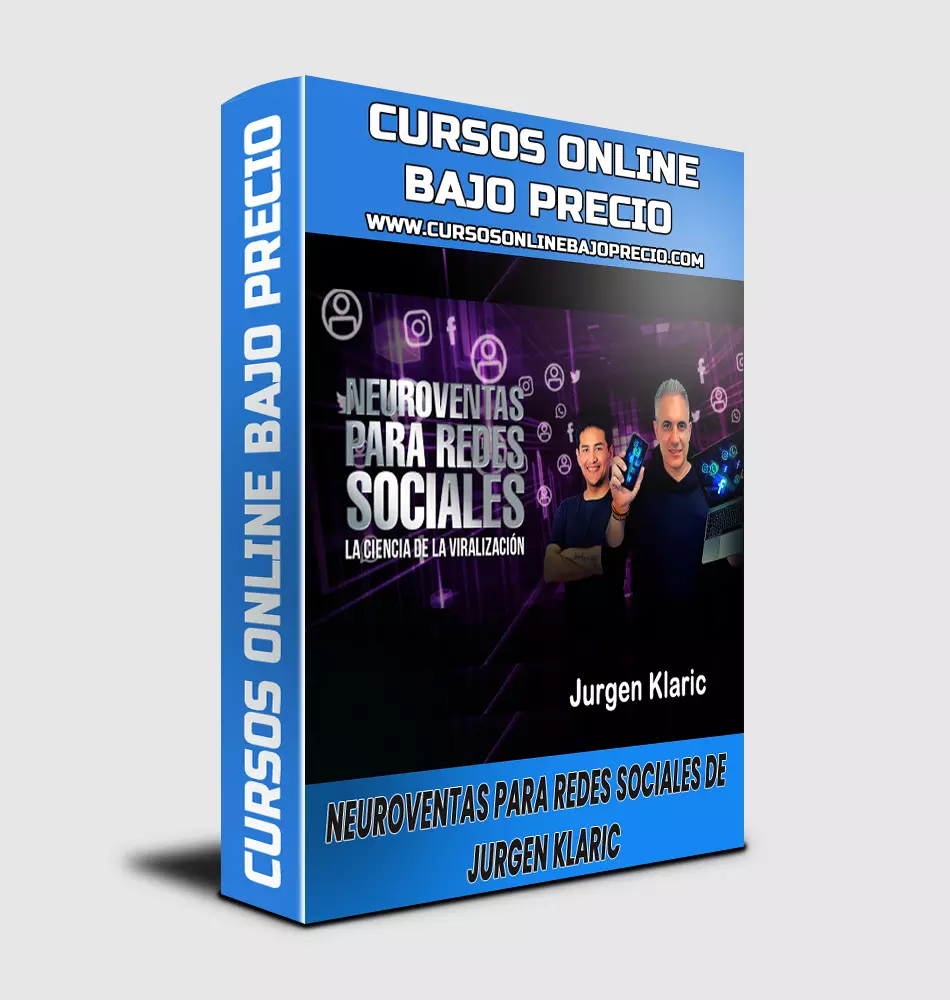 CURSOS ONLINE BAJO PRECIO
CURSOS ONLINE
BAJO PRECIO
WWW.CURSOSONLINEBAJOPRECIO.COM
NEUROVENTAS
PARA REDES
SOCIALES
LA CIENCIA DE LA VIRALIZACIÓN
Jurgen Klaric
NEUROVENTAS PARA REDES SOCIALES DE
JURGEN KLARIC